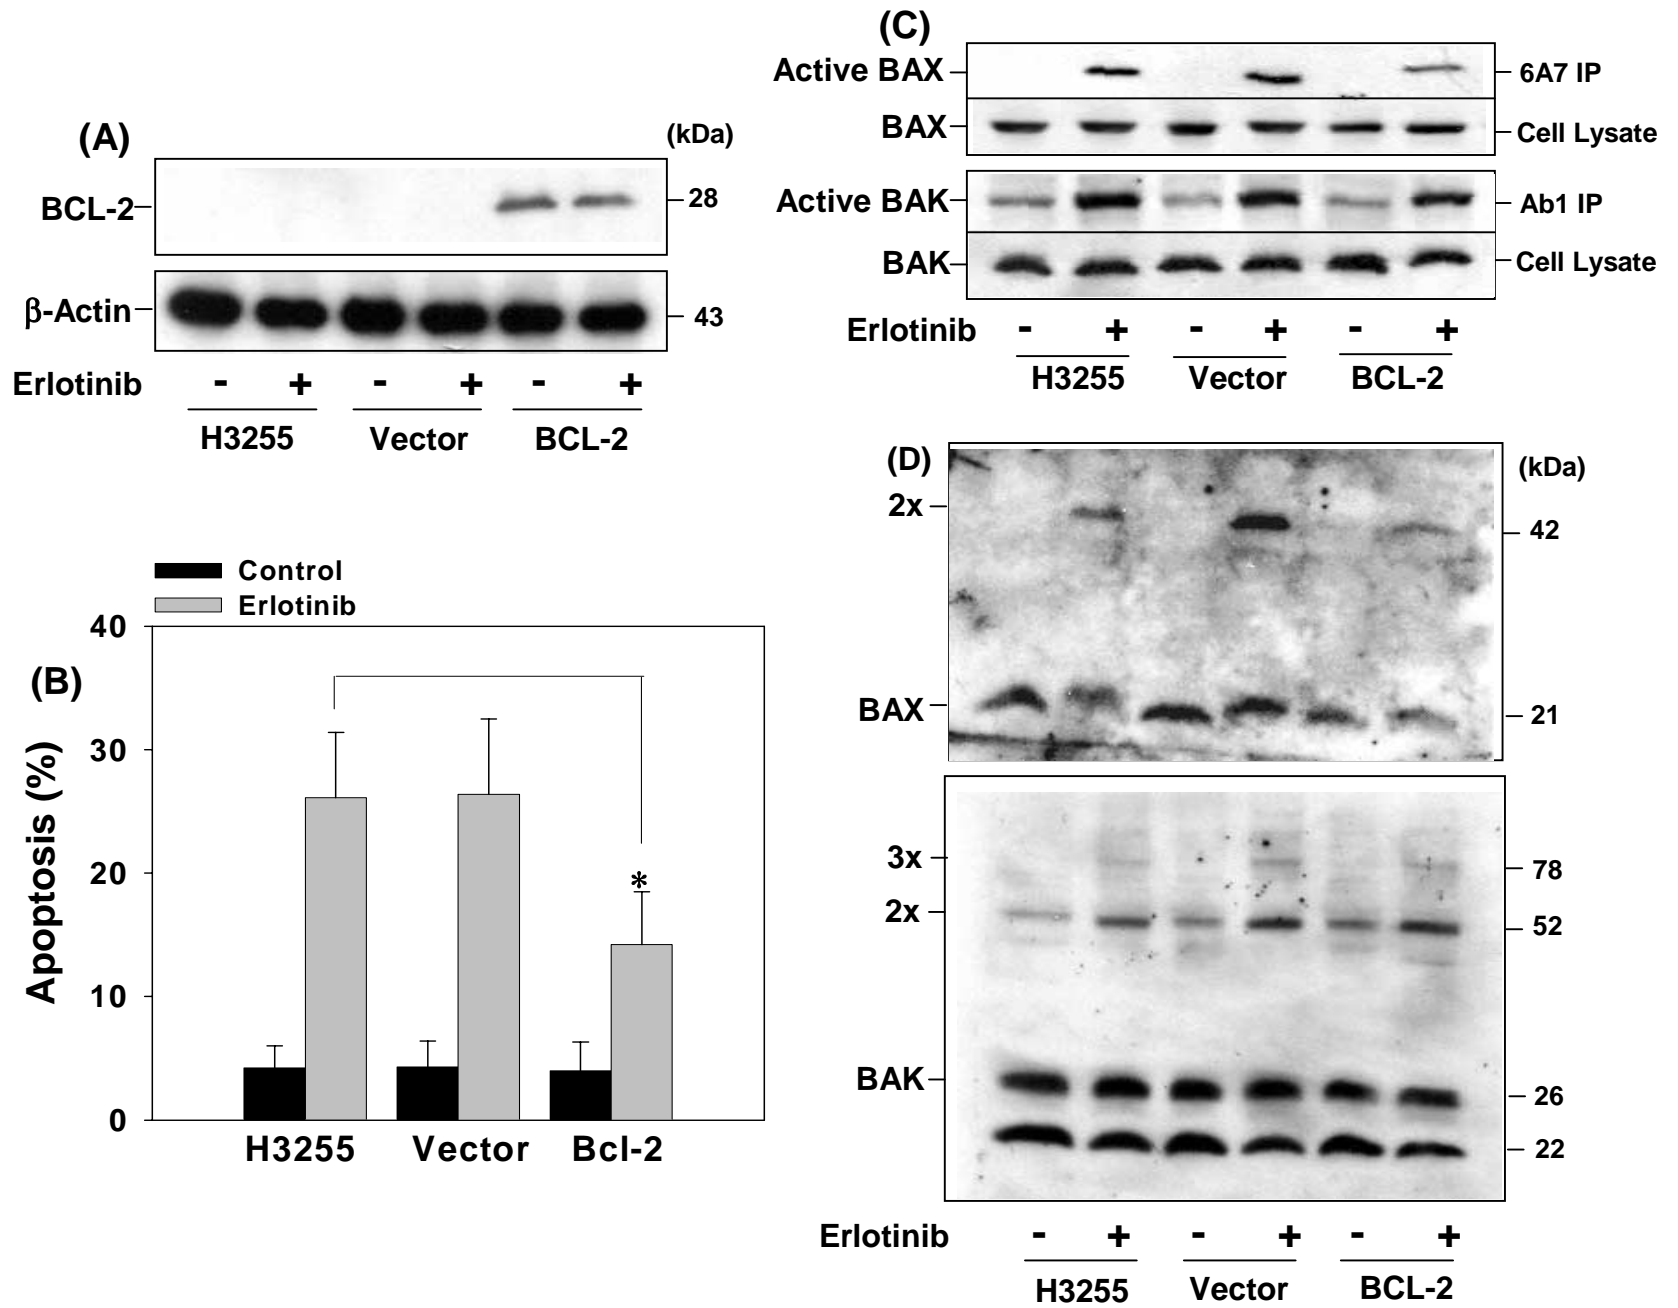 (A)
(kDa)
BCL-2
28
β-Actin
43
Erlotinib - + - + - +
H3255 Vector BCL-2
(B)
Control
Erlotinib
Apoptosis (%)
40
30
20
10
0
*
H3255 Vector Bcl-2
(C)
Active BAX 6A7 IP
BAX Cell Lysate
Active BAK Ab1 IP
BAK Cell Lysate
Erlotinib - + - + - +
H3255 Vector BCL-2
(D)
(kDa)
2x
42
BAX
21
3x
78
2x
52
BAK
26
22
Erlotinib - + - + - +
H3255 Vector BCL-2